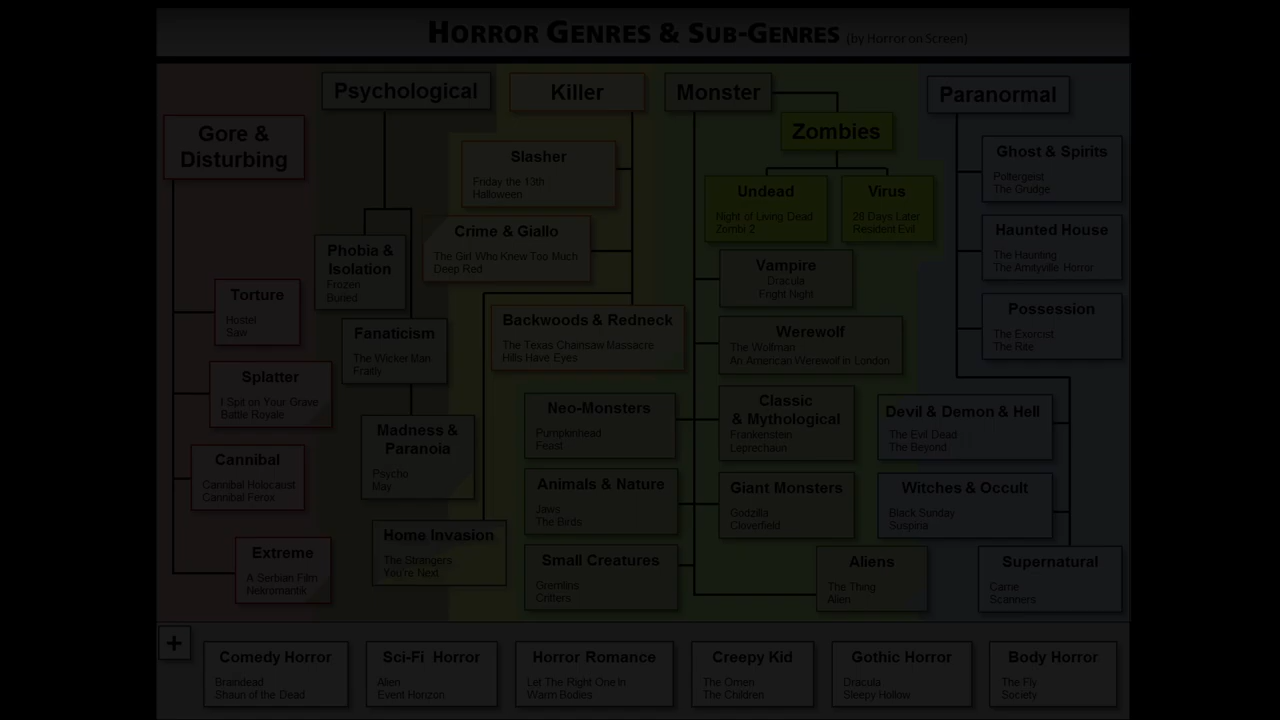 HORROR GENRES & SUB-GENRES (by Horror on Screen)
Gore &
Disturbing
Torture
Hostel
Saw
Splatter
I Spit on Your Grave
Battle Royale
Cannibal
Cannibal Holocaust
Cannibal Ferox
Extreme
A Serbian Film
Nekromantik
Psychological
Phobia &
Isolation
Frozen
Buried
Fanaticism
The Wicker Man
Frailty
Madness &
Paranoia
Psycho
May
Killer
Slasher
Friday the 13th
Halloween
Crime & Giallo
The Girl Who Knew Too Much
Deep Red
Backwoods & Redneck
The Texas Chainsaw Massacre
Hills Have Eyes
Home Invasion
The Strangers
You're Next
Monster
Zombies
Undead
Night of Living Dead
Zombi 2
Virus
28 Days Later
Resident Evil
Vampire
Dracula
Fright Night
Werewolf
The Wolfman
An American Werewolf in London
Neo-Monsters
Pumpkinhead
Feast
Classic
& Mythological
Frankenstein
Leprechaun
Animals & Nature
Jaws
The Birds
Giant Monsters
Godzilla
Cloverfield
Small Creatures
Gremlins
Critters
Aliens
The Thing
Alien
Paranormal
Ghost & Spirits
Poltergeist
The Grudge
Haunted House
The Haunting
The Amityville Horror
Possession
The Exorcist
The Rite
Devil & Demon & Hell
The Evil Dead
The Beyond
Witches & Occult
Black Sunday
Suspiria
Supernatural
Carrie
Scanners
+
Comedy Horror
Braindead
Shaun of the Dead
Sci-Fi Horror
Alien
Event Horizon
Horror Romance
Let The Right One In
Warm Bodies
Creepy Kid
The Omen
The Children
Gothic Horror
Dracula
Sleepy Hollow
Body Horror
The Fly
Society